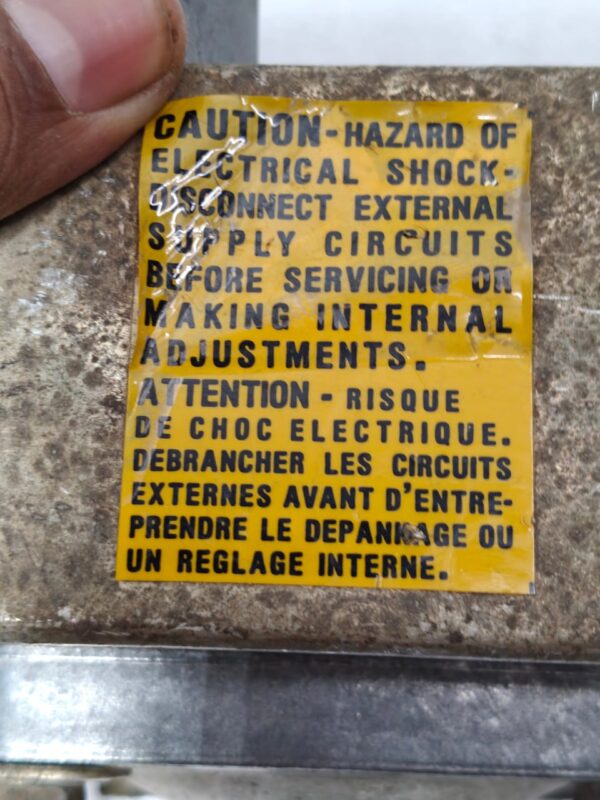 CAUTION - HAZARD OF
ELECTRICAL SHOCK-
DISCONNECT EXTERNAL
SUPPLY CIRCUITS
BEFORE SERVICING OR
MAKING INTERNAL
ADJUSTMENTS.
ATTENTION - RISQUE
DE CHOC ELECTRIQUE.
DEBRANCHER LES CIRCUITS
EXTERNES AVANT D'ENTRE-
PRENDRE LE DEPANNAGE OU
UN REGLAGE INTERNE.